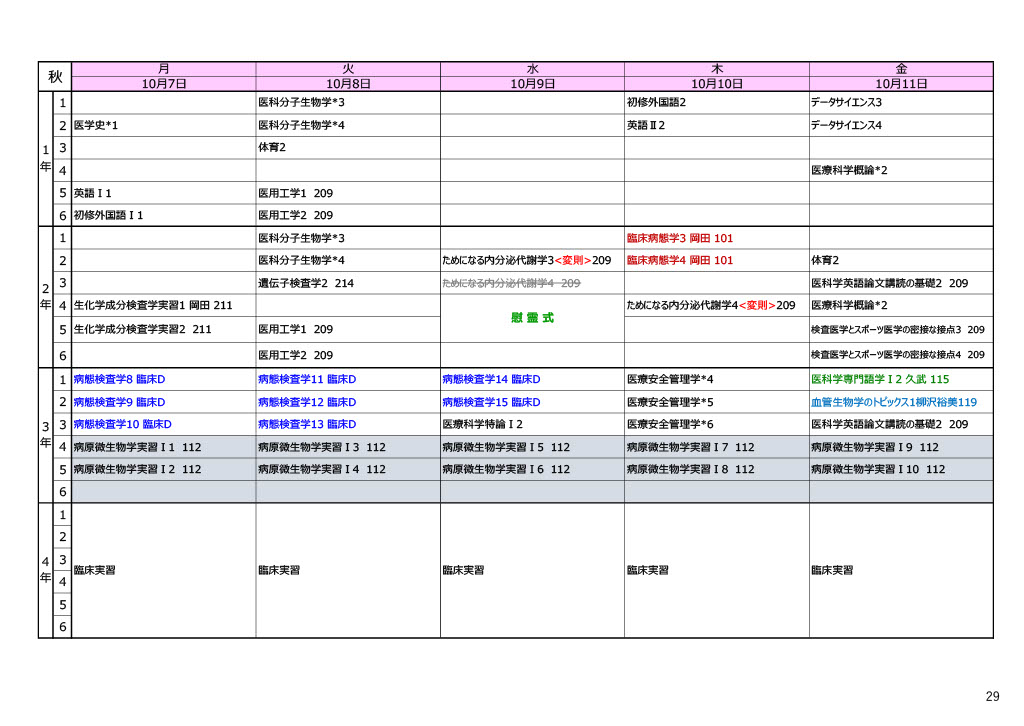 秋 月 火 水 木 金
10月7日 10月8日 10月9日 10月10日 10月11日
1年
1 医科分子生物学*3 初修外国語2 データサイエンス3
2 医学史*1 医科分子生物学*4 英語Ⅱ2 データサイエンス4
3 体育2
4 医療科学概論*2
5 英語Ⅰ1 医用工学1 209
6 初修外国語Ⅰ1 医用工学2 209
2年
1 医科分子生物学*3 臨床病態学3 岡田 101
2 医科分子生物学*4 ためになる内分泌代謝学3<変則>209 臨床病態学4 岡田 101 体育2
3 遺伝子検査学2 214 ためになる内分泌代謝学4 209 医科学英語論文講読の基礎2 209
4 生化学成分検査学実習1 岡田 211 慰 霊 式 ためになる内分泌代謝学4<変則>209 医療科学概論*2
5 生化学成分検査学実習2 211 医用工学1 209 検査医学とスポーツ医学の密接な接点3 209
6 医用工学2 209 検査医学とスポーツ医学の密接な接点4 209
3年
1 病態検査学8 臨床D 病態検査学11 臨床D 病態検査学14 臨床D 医療安全管理学*4 医科学専門語学Ⅰ2 久武 115
2 病態検査学9 臨床D 病態検査学12 臨床D 病態検査学15 臨床D 医療安全管理学*5 血管生物学のトピックス1柳沢裕美119
3 病態検査学10 臨床D 病態検査学13 臨床D 医療科学特論Ⅰ2 医療安全管理学*6 医科学英語論文講読の基礎2 209
4 病原微生物学実習Ⅰ1 112 病原微生物学実習Ⅰ3 112 病原微生物学実習Ⅰ5 112 病原微生物学実習Ⅰ7 112 病原微生物学実習Ⅰ9 112
5 病原微生物学実習Ⅰ2 112 病原微生物学実習Ⅰ4 112 病原微生物学実習Ⅰ6 112 病原微生物学実習Ⅰ8 112 病原微生物学実習Ⅰ10 112
6
4年
1
2
3
臨床実習 臨床実習 臨床実習 臨床実習 臨床実習
4
5
6
29